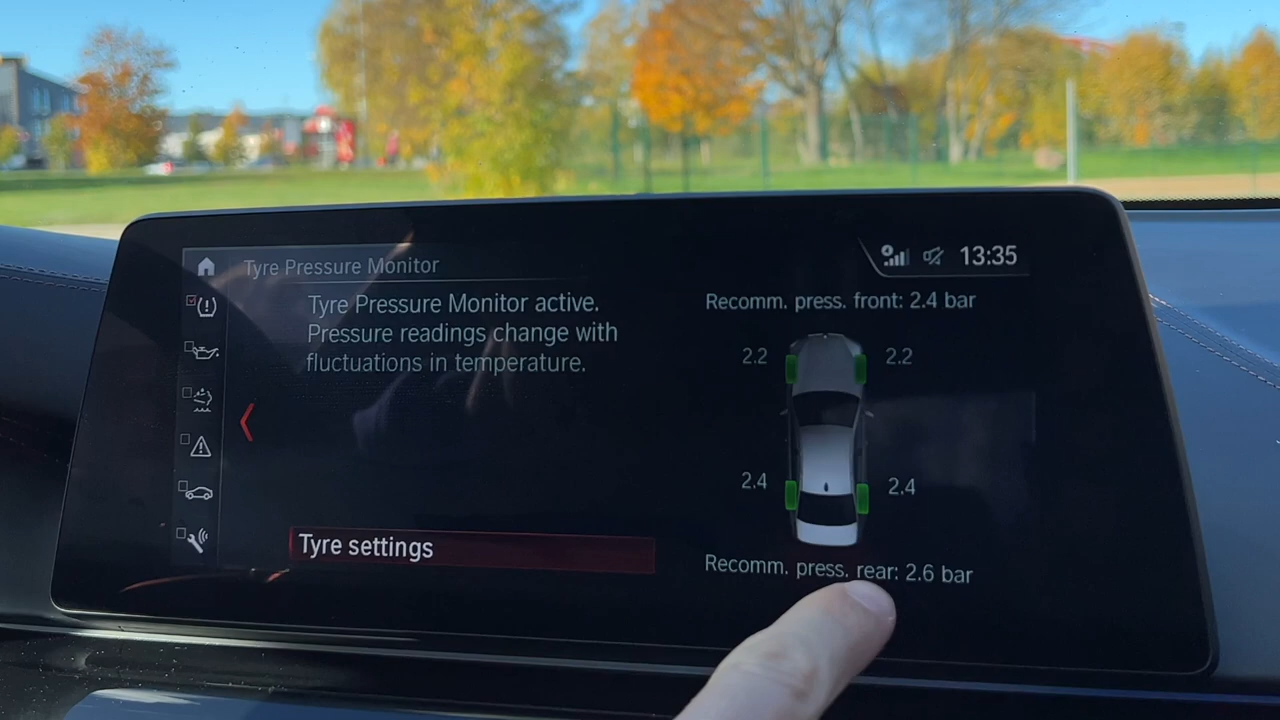 Tyre Pressure Monitor
13:35
Tyre Pressure Monitor active.
Pressure readings change with
fluctuations in temperature.
Recomm. press. front: 2.4 bar
2.2
2.2
2.4
2.4
Recomm. press. rear: 2.6 bar
Tyre settings